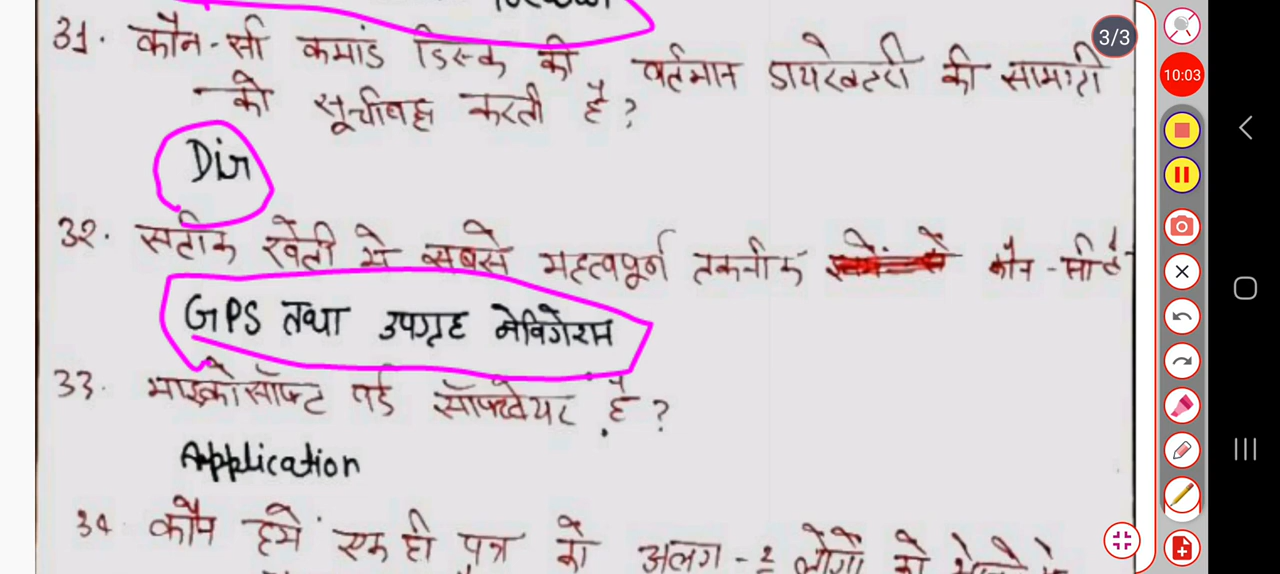 31. कौन-सी कमांड डिस्क की वर्तमान डायरेक्टरी की सामग्री
को सूचीबद्ध करती है?
Dir
32. सटीक खेती मे सबसे महत्वपूर्ण तकनीक कौन-सी है
GPS तथा उपग्रह नेविगेशन
33. माइक्रोसॉफ्ट वर्ड सॉफ्टवेयर है?
Application
34. कौन हमे एक ही पत्र को अलग-2 लोगों को
3/3
10:03